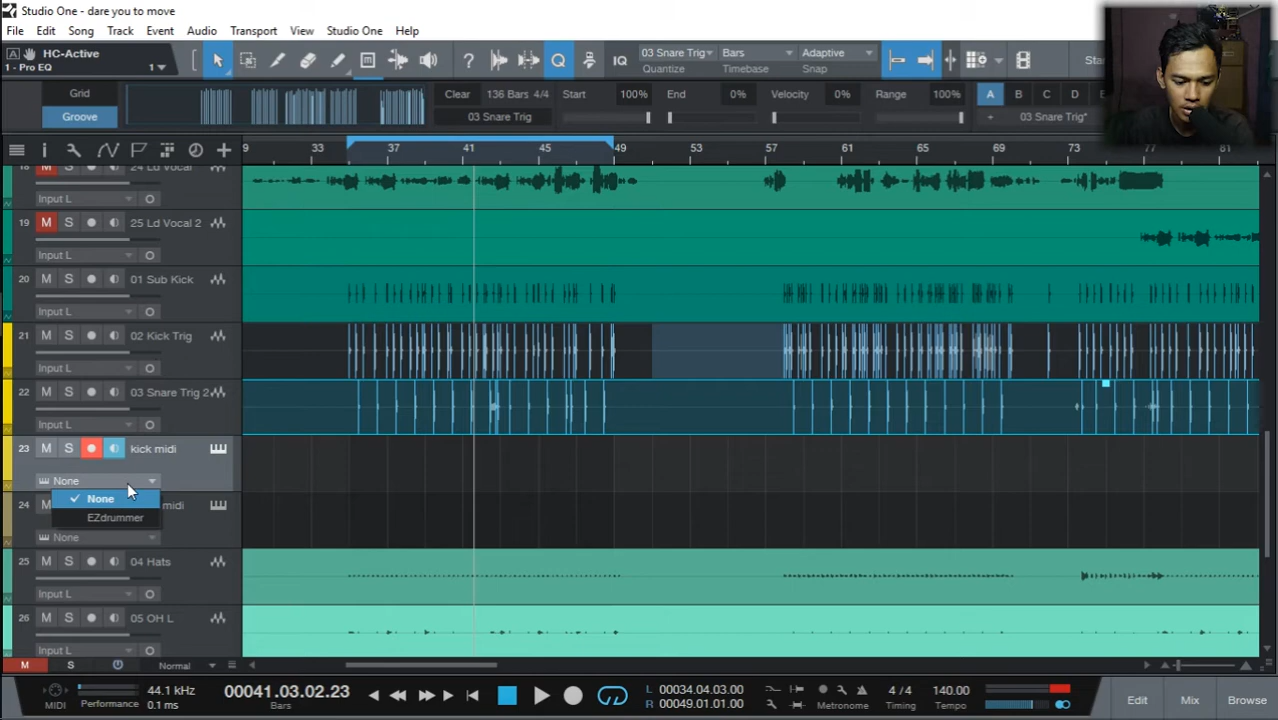 Studio One - dare you to move
File Edit Song Track Audio Event Transport View Studio One Help
A HC-Active
1 - Pro EQ 1
? Q IQ 03 Snare Trig Bars Adaptive
Quantize Timebase Snap
Grid Clear 136 Bars 4/4 Start 100% End 0% Velocity 0% Range 100% A B C D
Groove 03 Snare Trig 03 Snare Trig*
9 33 37 41 45 49 53 57 61 65 69 73 77 81
18 M S 24 Ld Vocal
Input L
19 M S 25 Ld Vocal 2
Input L
20 M S 01 Sub Kick
Input L
21 M S 02 Kick Trig
Input L
22 M S 03 Snare Trig 2
Input L
23 M S kick midi
None
None
24 M midi
EZdrummer
None
25 M S 04 Hats
Input L
26 M S 05 OH L
Input L
M S Normal
MIDI Performance 44.1 kHz 0.1 ms 00041.03.02.23 Bars L 00034.04.03.00 R 00049.01.01.00 Metronome 4 / 4 Timing 140.00 Tempo Edit Mix Browse